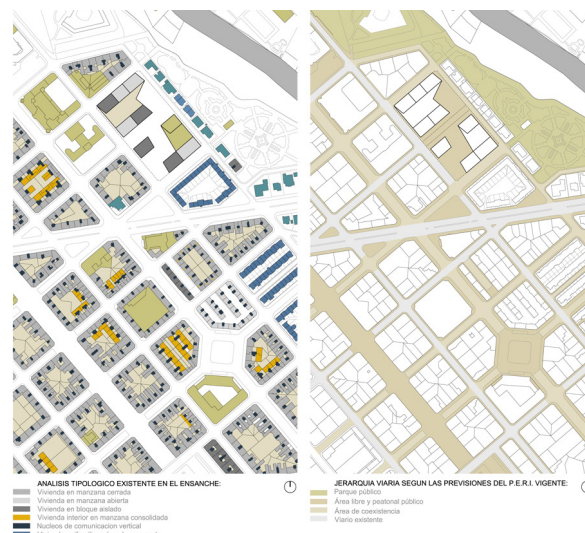 ANALISIS TIPOLOGICO EXISTENTE EN EL ENSANCHE:
Vivienda en manzana cerrada
Vivienda en manzana abierta
Vivienda en bloque aislado
Vivienda interior en manzana consolidada
Nucleos de comunicacion vertical
JERARQUIA VIARIA SEGUN LAS PREVISIONES DEL P.E.R.I. VIGENTE:
Parque público
Área libre y peatonal público
Área de coexistencia
Viario existente